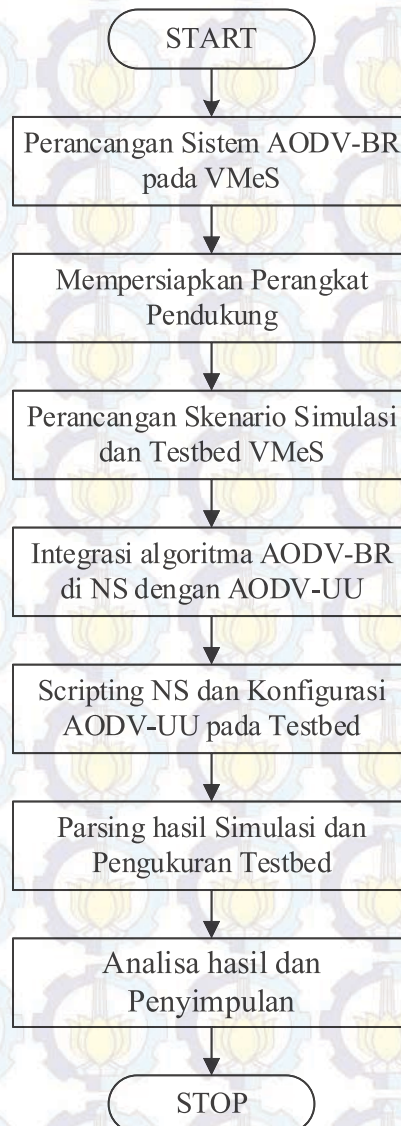 START
Perancangan Sistem AODV-BR
pada VMeS
Mempersiapkan Perangkat
Pendukung
Perancangan Skenario Simulasi
dan Testbed VMeS
Integrasi algoritma AODV-BR
di NS dengan AODV-UU
Scripting NS dan Konfigurasi
AODV-UU pada Testbed
Parsing hasil Simulasi dan
Pengukuran Testbed
Analisa hasil dan
Penyimpulan
STOP